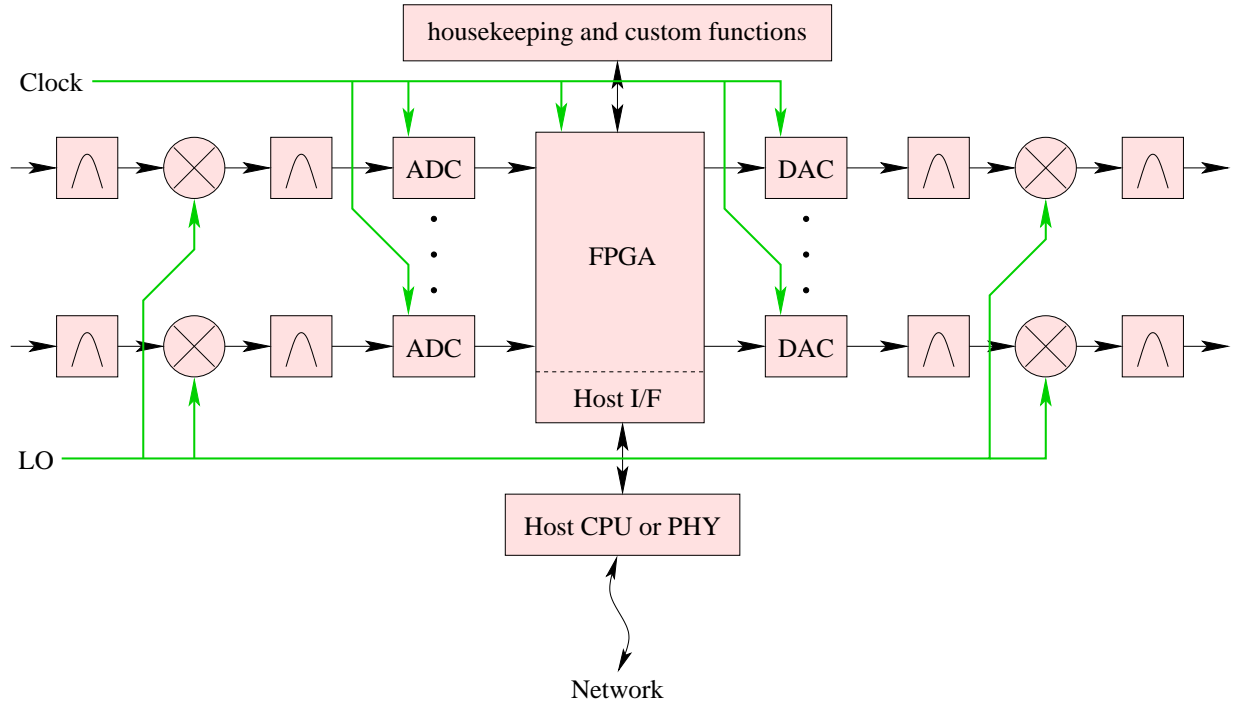 housekeeping and custom functions
Clock
ADC
DAC
FPGA
ADC
DAC
Host I/F
LO
Host CPU or PHY
Network